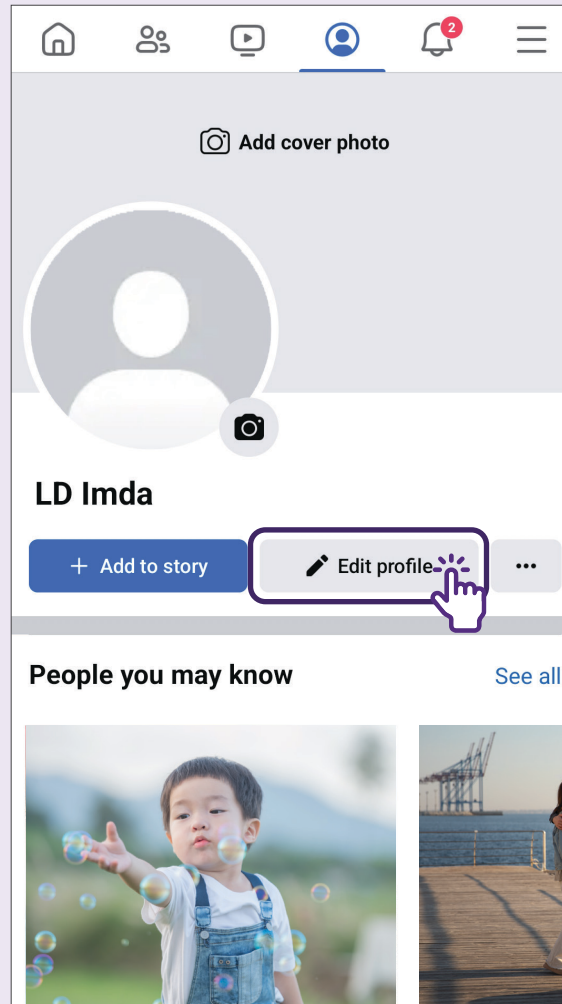 2
Add cover photo
LD Imda
+ Add to story
Edit profile
People you may know
See all